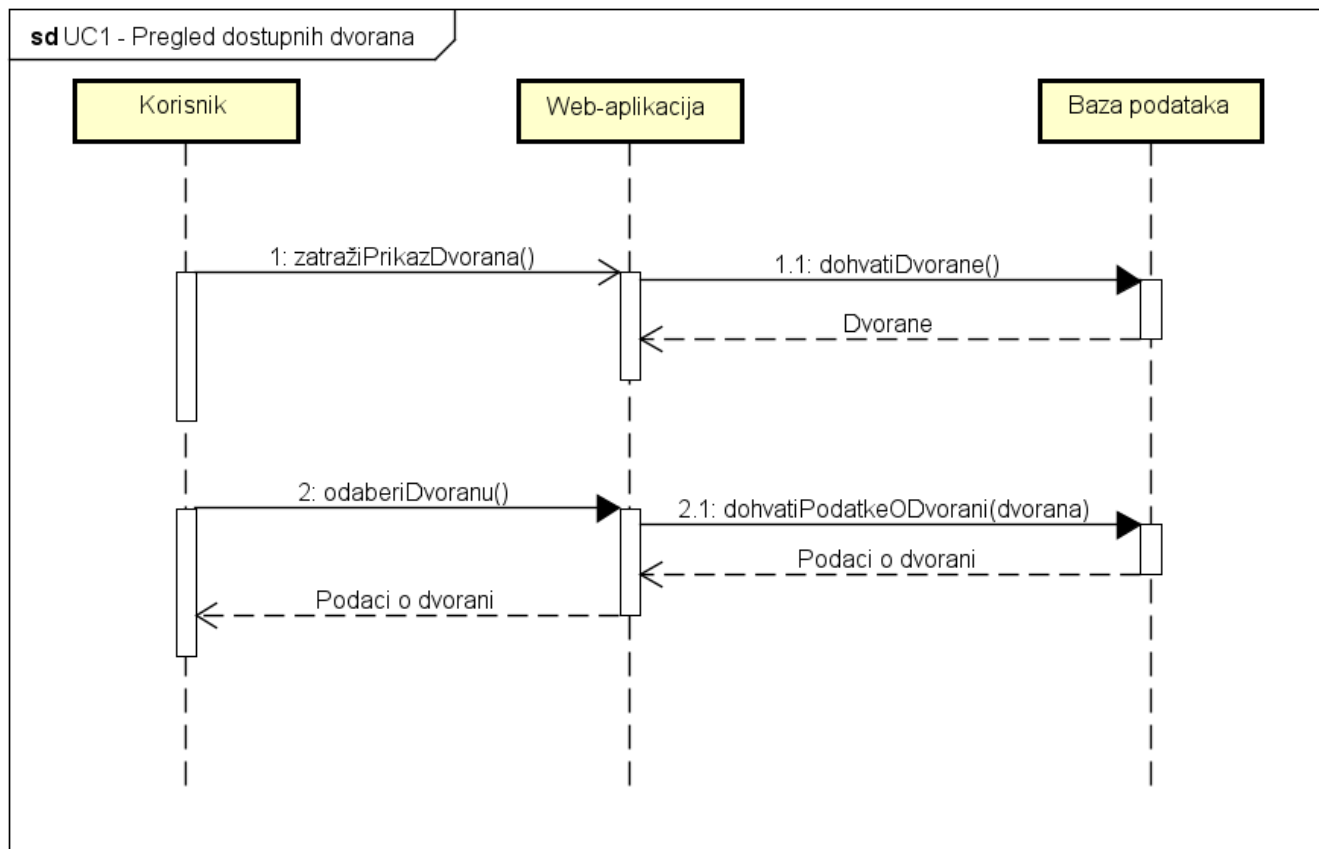 sd UC1 - Pregled dostupnih dvorana
Korisnik
Web-aplikacija
Baza podataka
1: zatražiPrikazDvorana()
1.1: dohvatiDvorane()
Dvorane
2: odaberiDvoranu()
2.1: dohvatiPodatkeODvorani(dvorana)
Podaci o dvorani
Podaci o dvorani